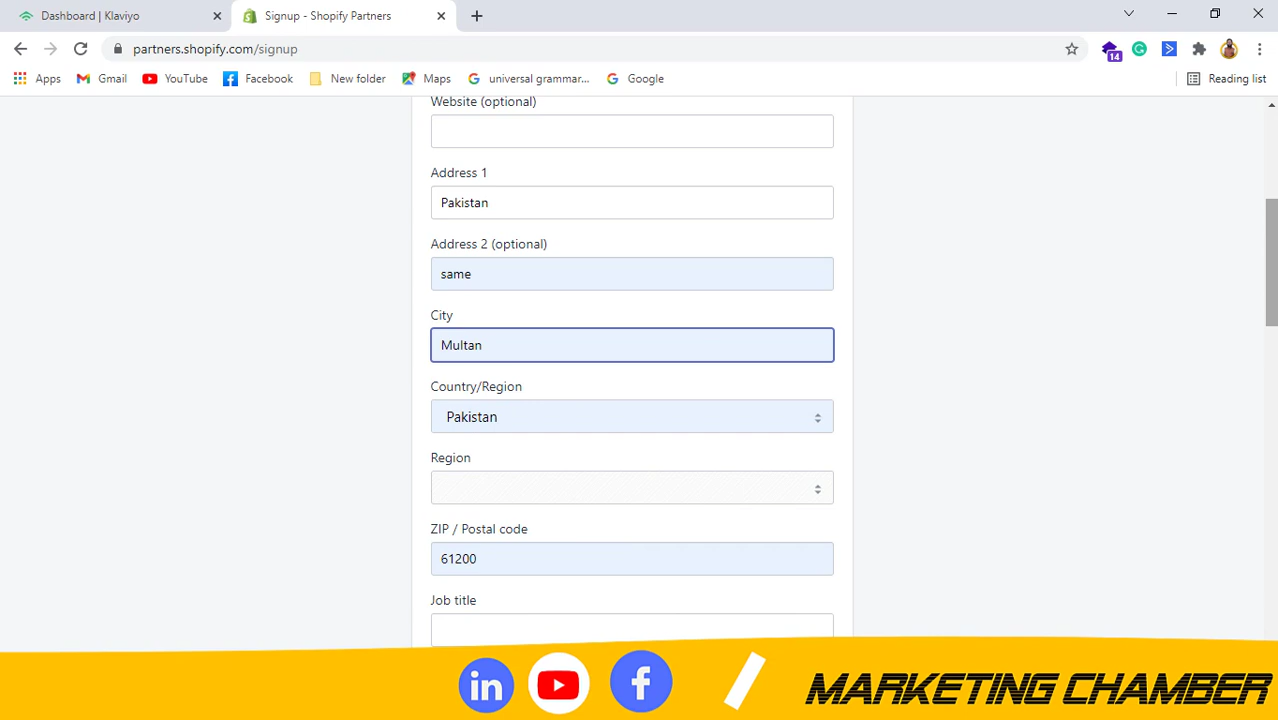 Dashboard | Klaviyo
Signup - Shopify Partners
partners.shopify.com/signup
14
Apps
Gmail
YouTube
Facebook
New folder
Maps
universal grammar...
Google
Reading list
Website (optional)
Address 1
Pakistan
Address 2 (optional)
same
City
Multan
Country/Region
Pakistan
Region
ZIP / Postal code
61200
Job title
in
f
MARKETING CHAMBER